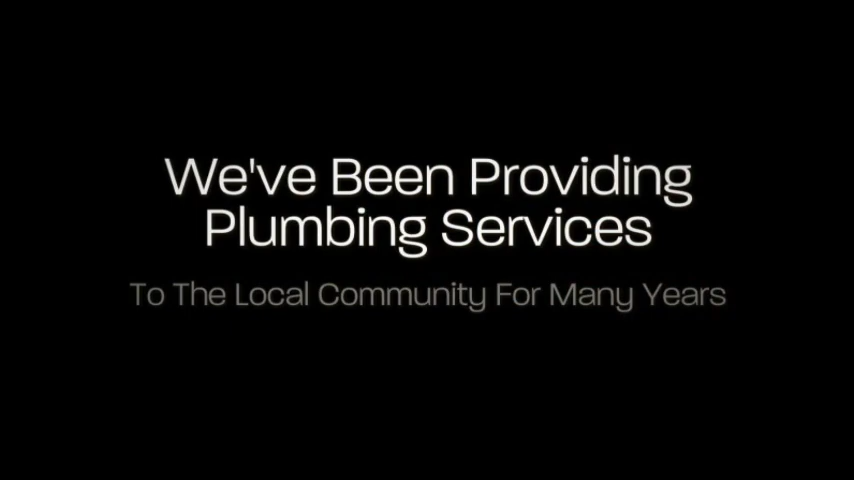 We've Been Providing
Plumbing Services
To The Local Community For Many Years